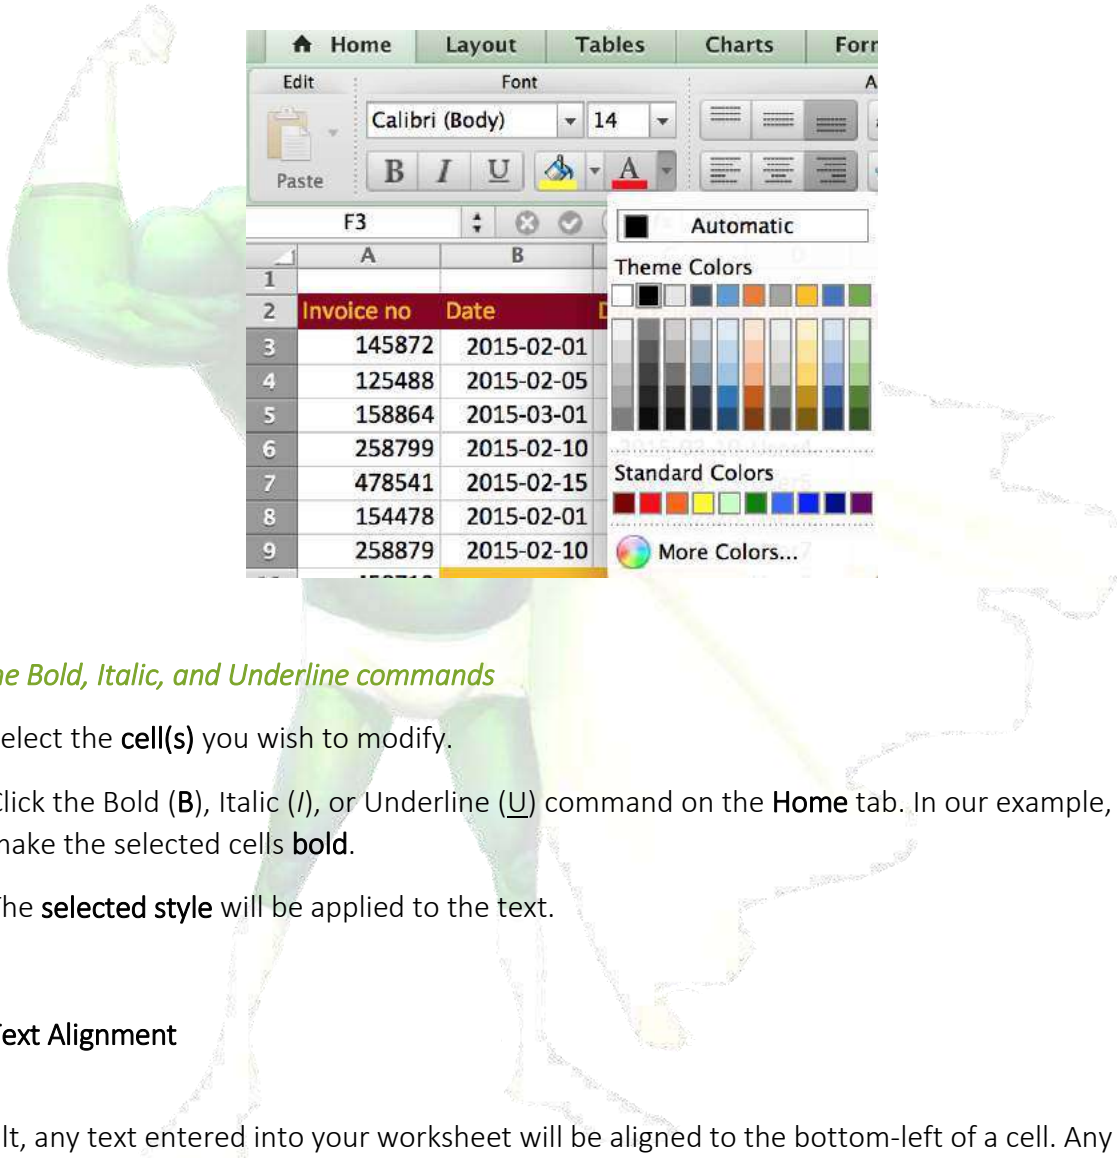 Home Layout Tables Charts Forr
Edit Font A
Calibri (Body) 14
Paste B I U A
F3 Automatic
A B
Theme Colors
1
2 Invoice no Date D
3 145872 2015-02-01
4 125488 2015-02-05
5 158864 2015-03-01
6 258799 2015-02-10
7 478541 2015-02-15
Standard Colors
8 154478 2015-02-01
9 258879 2015-02-10
More Colors...
he Bold, Italic, and Underline commands
elect the cell(s) you wish to modify.
Click the Bold (B), Italic (I), or Underline (U) command on the Home tab. In our example,
make the selected cells bold.
The selected style will be applied to the text.
Text Alignment
lt, any text entered into your worksheet will be aligned to the bottom-left of a cell. Any